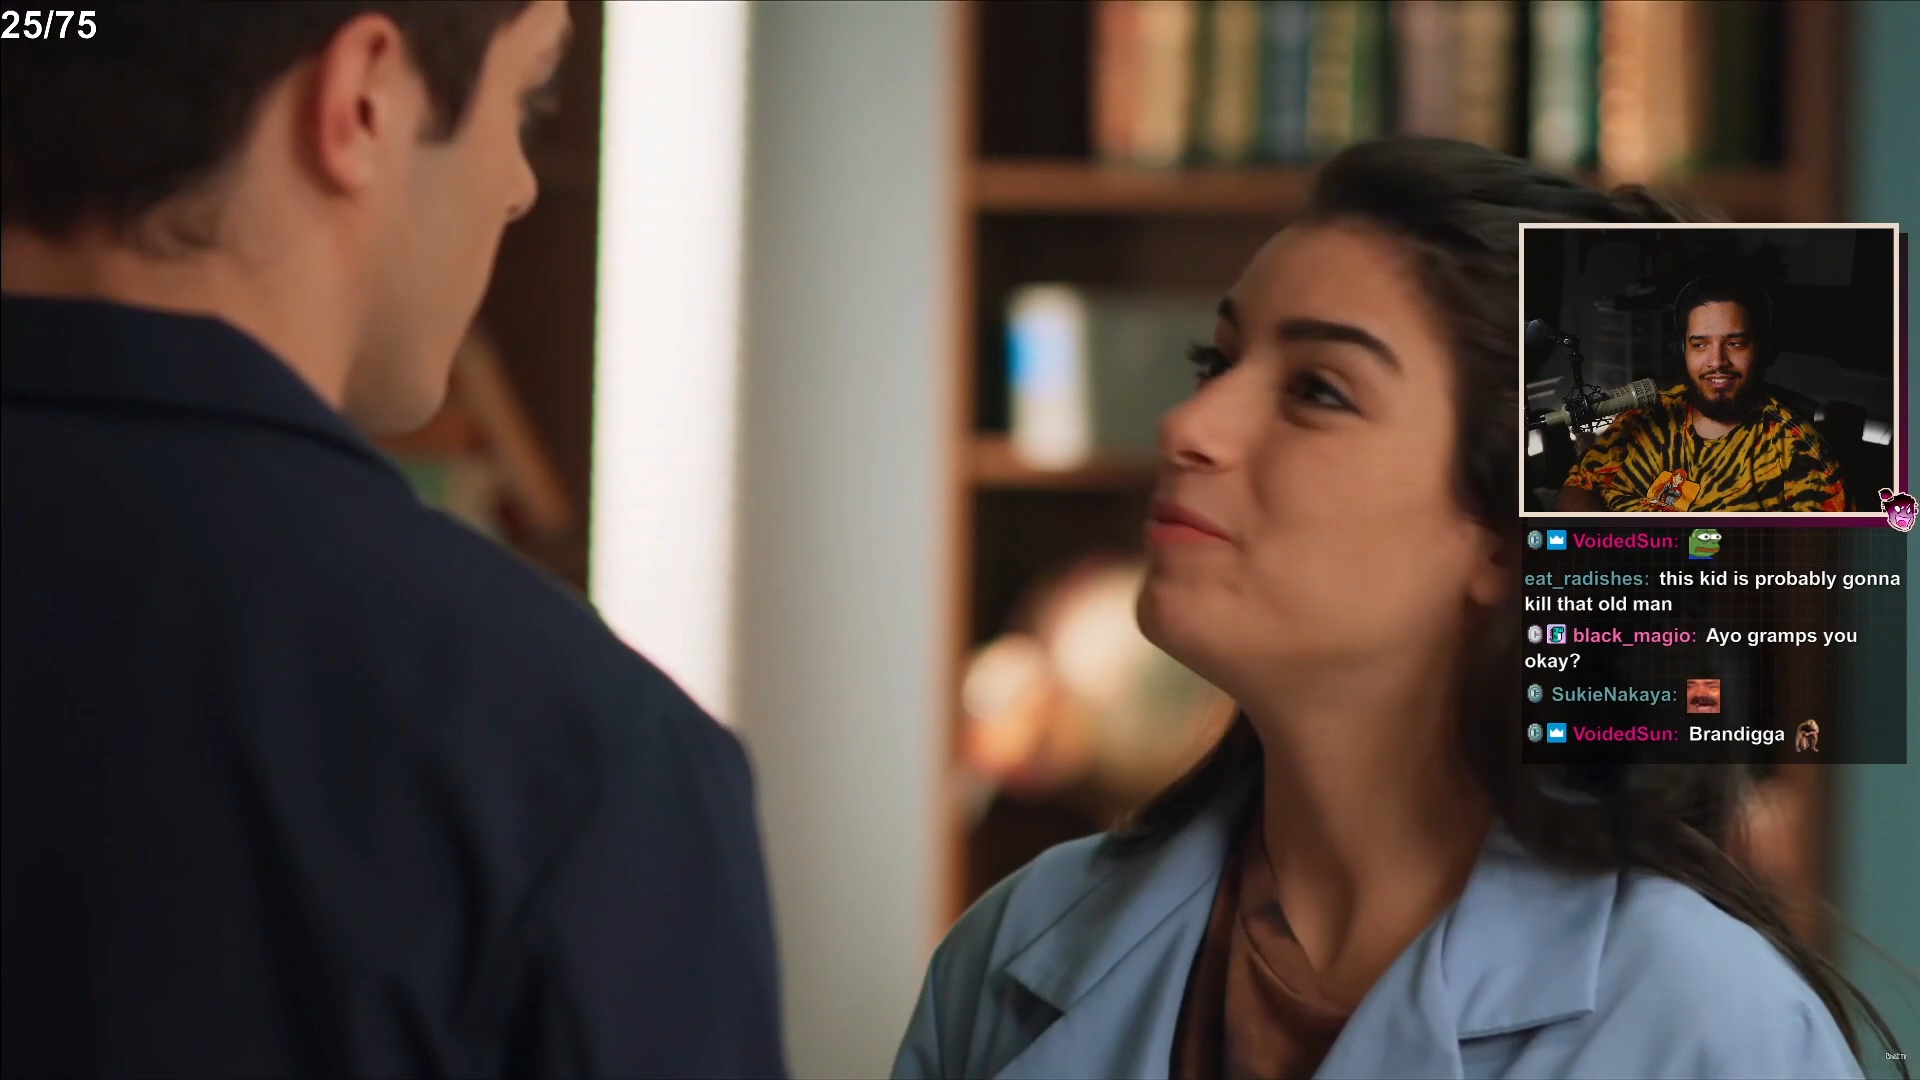 25/75
VoidedSun:
eat_radishes: this kid is probably gonna
kill that old man
black_magio: Ayo gramps you
okay?
SukieNakaya:
VoidedSun: Brandigga